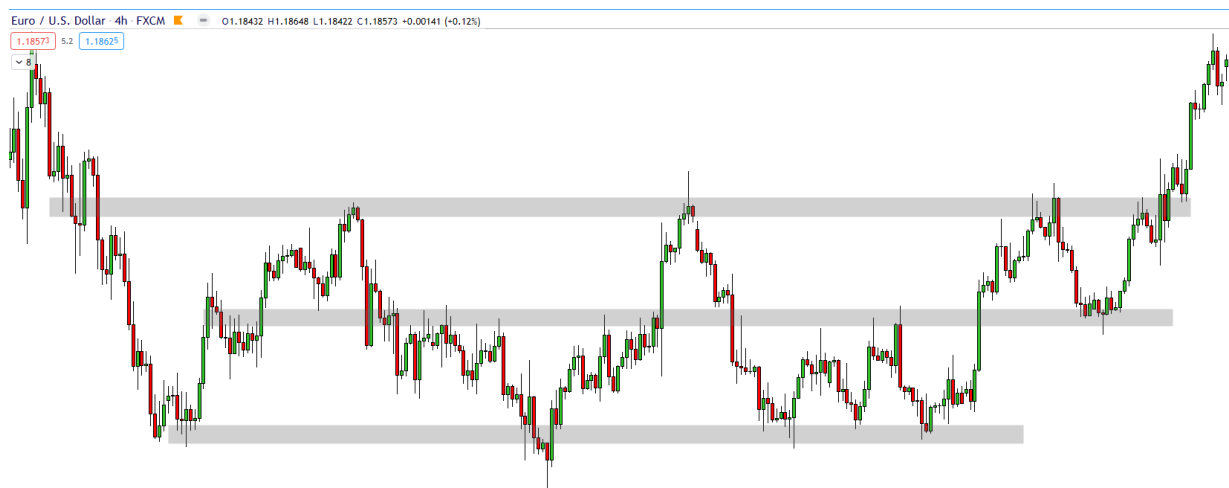 Euro / U.S. Dollar · 4h · FXCM O1.18432 H1.18648 L1.18422 C1.18573 +0.00141 (+0.12%)
1.18573 5.2 1.18625
8